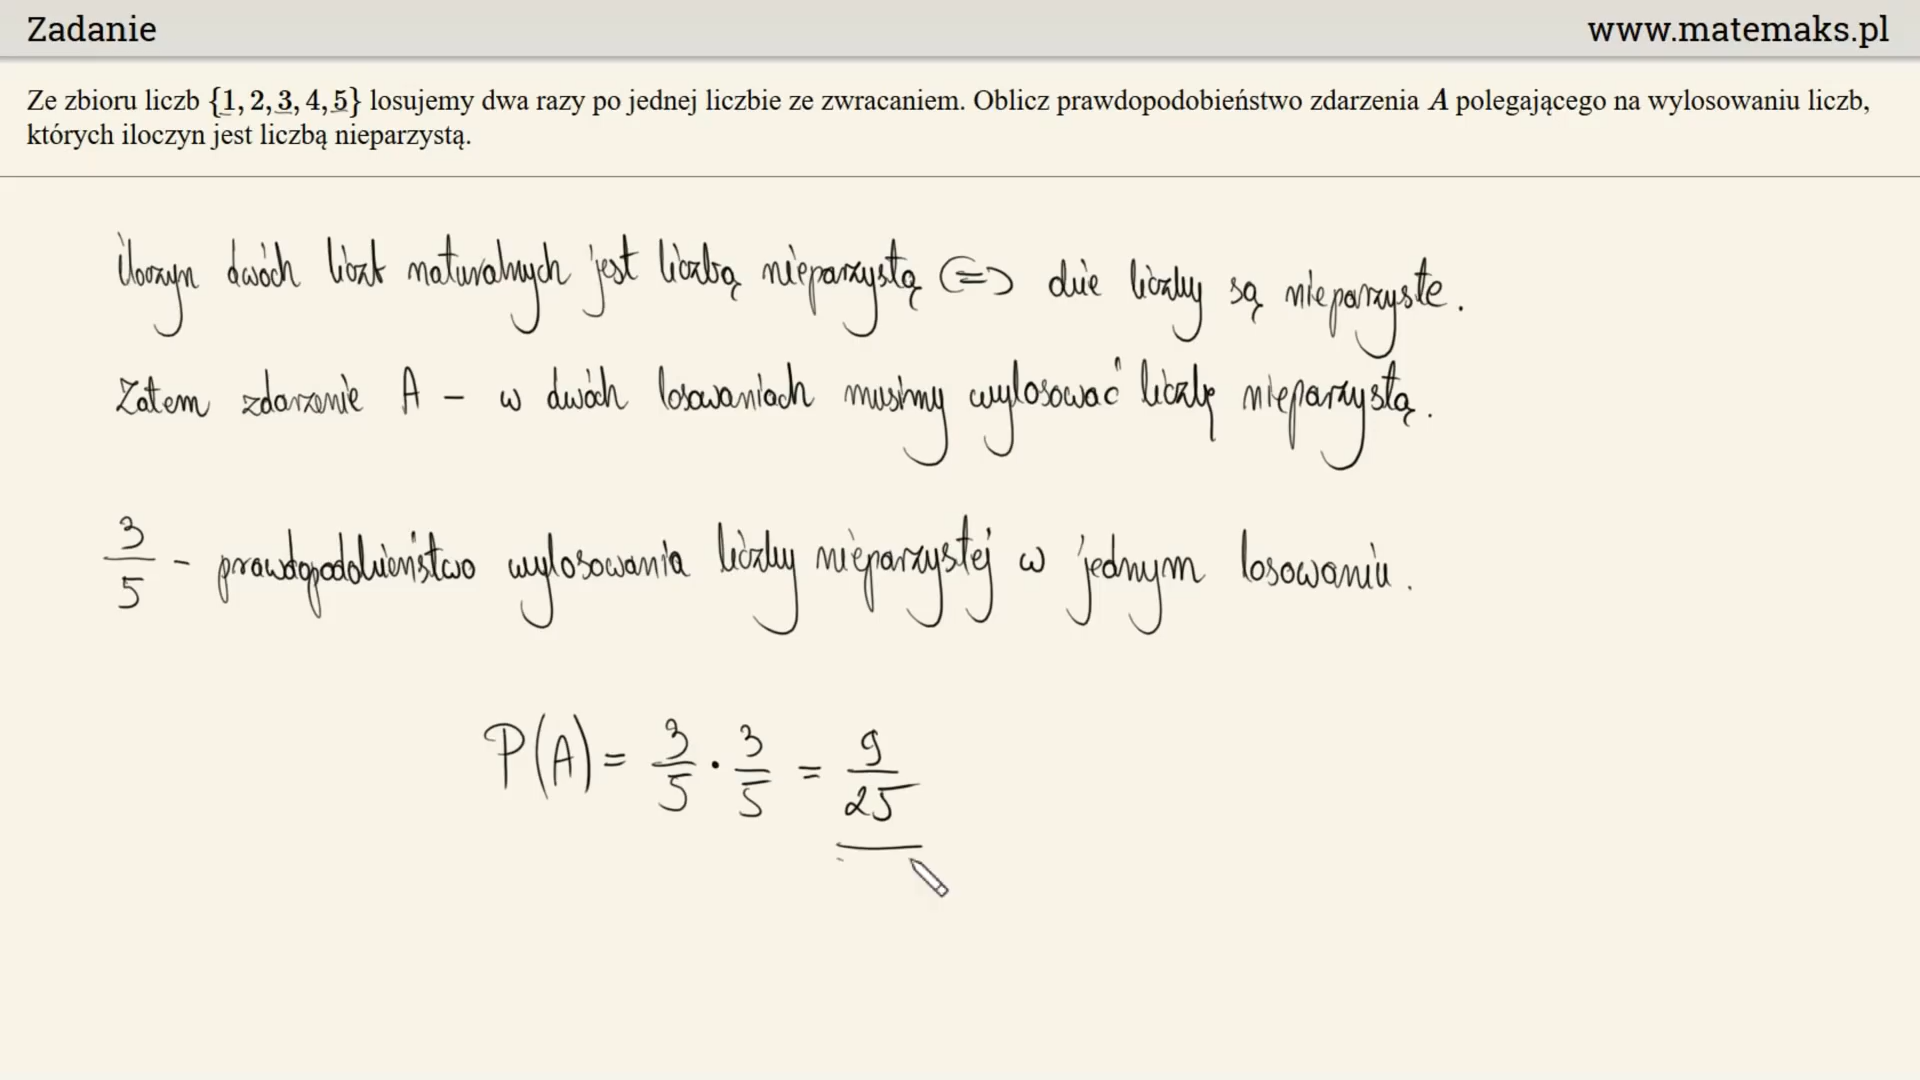 Zadanie www.matemaks.pl
Ze zbioru liczb {1, 2, 3, 4, 5} losujemy dwa razy po jednej liczbie ze zwracaniem. Oblicz prawdopodobieństwo zdarzenia A polegającego na wylosowaniu liczb,
których iloczyn jest liczbą nieparzystą.
iloczyn dwóch liczb naturalnych jest liczbą nieparzystą <=> dwie liczby są nieparzyste.
Zatem zdarzenie A - w dwóch losowaniach musimy wylosować liczbę nieparzystą.
3/5 - prawdopodobieństwo wylosowania liczby nieparzystej w jednym losowaniu.
P(A) = 3/5 · 3/5 = 9/25